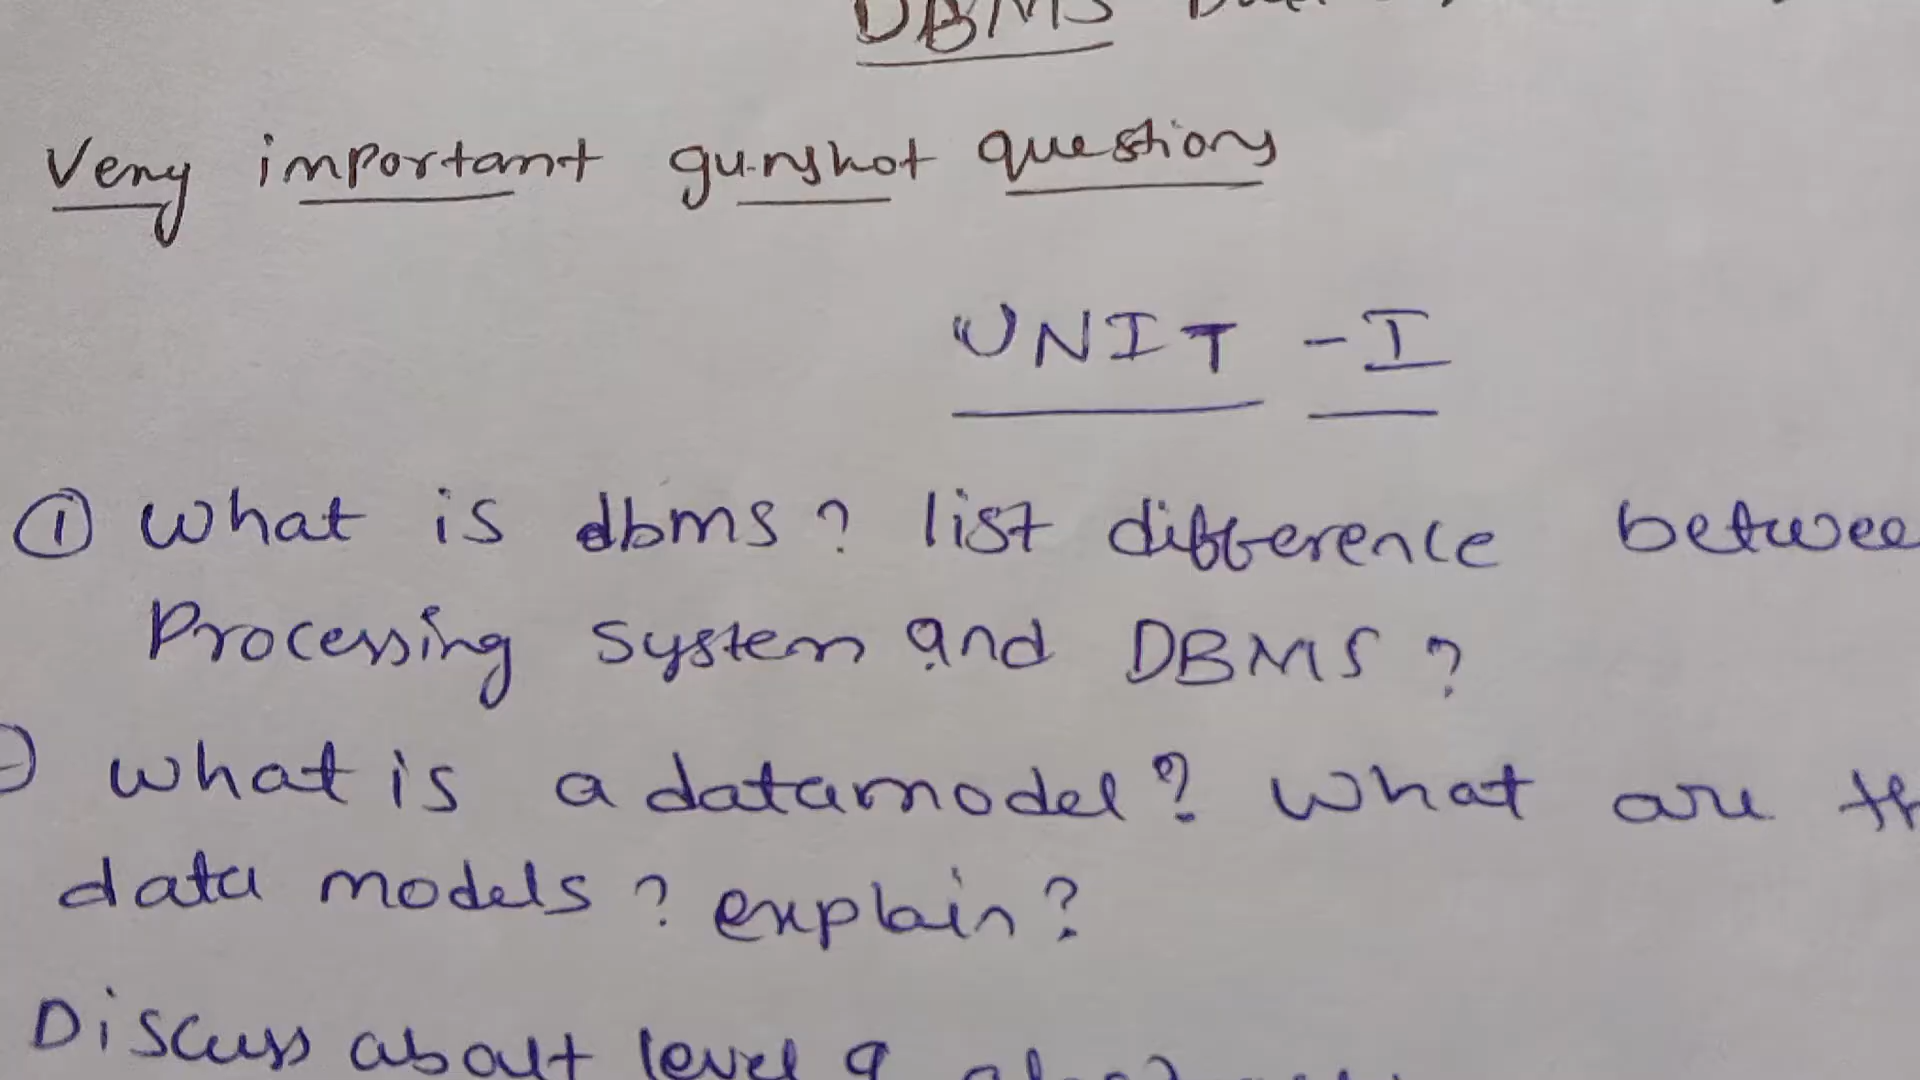 DBMS
Very important gunshot questions
UNIT - I
① What is dbms? list difference betwee
Processing System and DBMS?
What is a datamodel? What are th
data models? explain?
Discuss about level